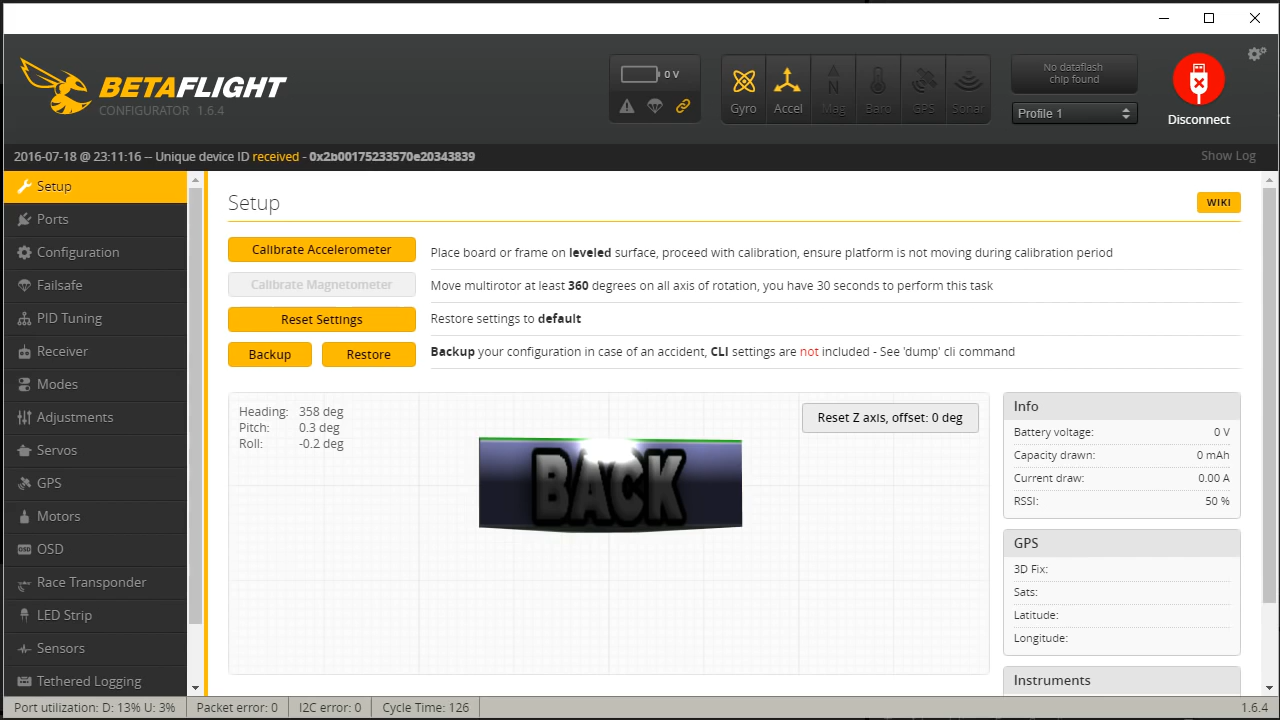 BETAFLIGHT
CONFIGURATOR 1.6.4
0 V
Gyro
Accel
Mag
Baro
GPS
Sonar
No dataflash
chip found
Profile 1
Disconnect
2016-07-18 @ 23:11:16 -- Unique device ID received - 0x2b00175233570e20343839
Show Log
Setup
Ports
Configuration
Failsafe
PID Tuning
Receiver
Modes
Adjustments
Servos
GPS
Motors
OSD
Race Transponder
LED Strip
Sensors
Tethered Logging
Setup
WIKI
Calibrate Accelerometer
Place board or frame on leveled surface, proceed with calibration, ensure platform is not moving during calibration period
Calibrate Magnetometer
Move multirotor at least 360 degrees on all axis of rotation, you have 30 seconds to perform this task
Reset Settings
Restore settings to default
Backup
Restore
Backup your configuration in case of an accident, CLI settings are not included - See 'dump' cli command
Heading: 358 deg
Pitch: 0.3 deg
Roll: -0.2 deg
Reset Z axis, offset: 0 deg
BACK
Info
Battery voltage: 0 V
Capacity drawn: 0 mAh
Current draw: 0.00 A
RSSI: 50 %
GPS
3D Fix:
Sats:
Latitude:
Longitude:
Instruments
Port utilization: D: 13% U: 3%
Packet error: 0
I2C error: 0
Cycle Time: 126
1.6.4